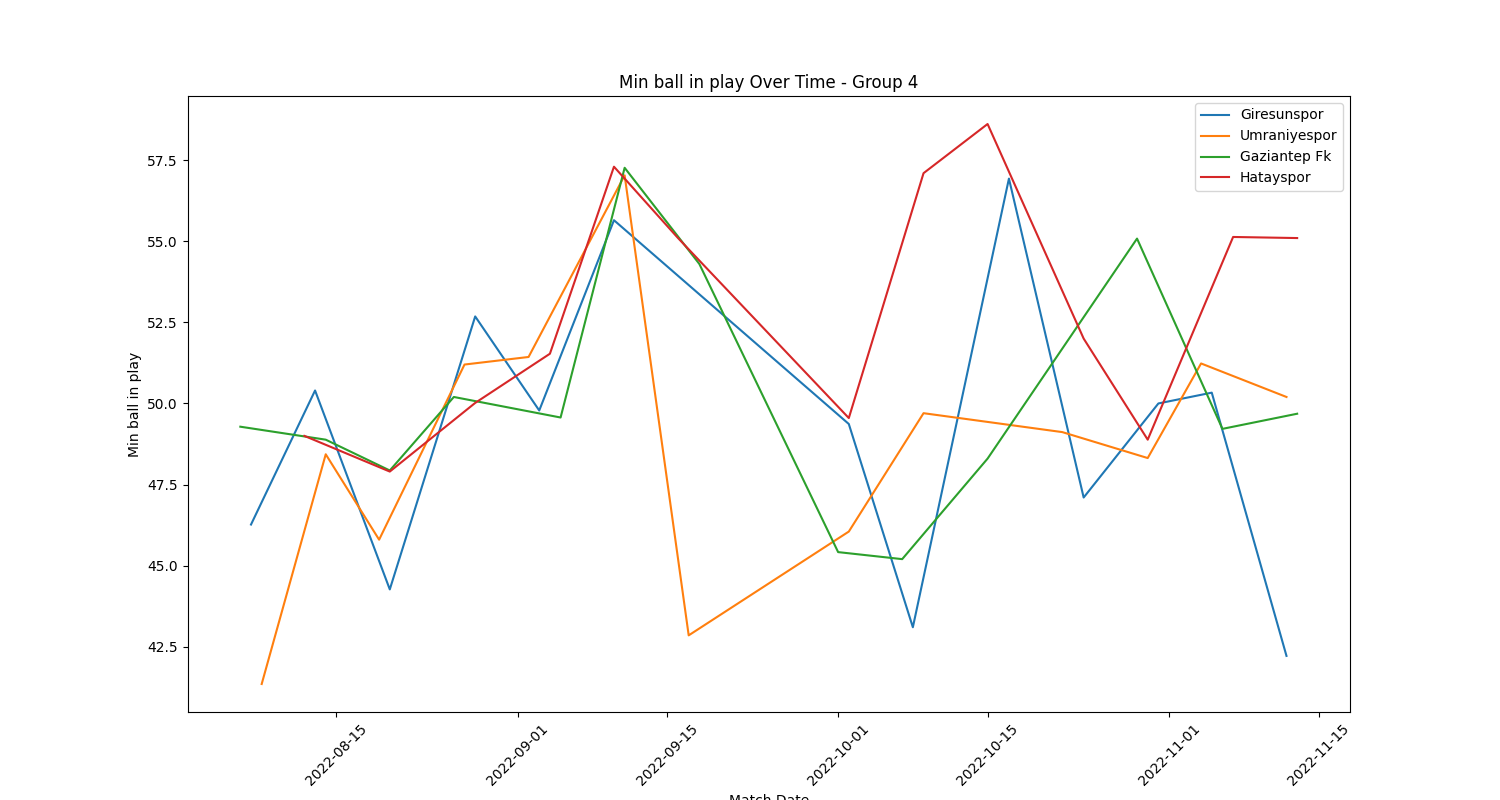 Min ball in play Over Time - Group 4
Giresunspor
Umraniyespor
Gaziantep Fk
Hatayspor
Min ball in play
57.5
55.0
52.5
50.0
47.5
45.0
42.5
2022-08-15
2022-09-01
2022-09-15
2022-10-01
2022-10-15
2022-11-01
2022-11-15
Match Date